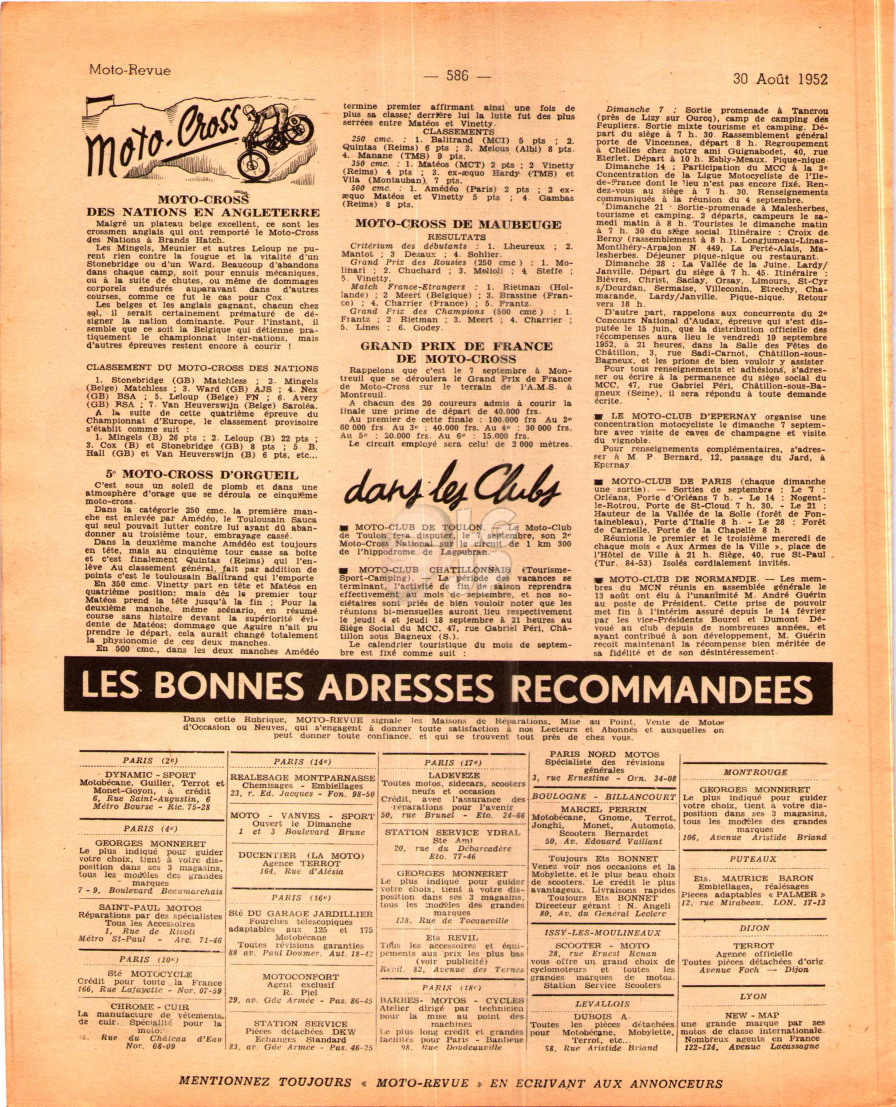 Moto-Revue
— 586 —
30 Août 1952
Moto-Cross
MOTO-CROSS
DES NATIONS EN ANGLETERRE
Malgré un plateau belge excellent, ce sont les
crossmen anglais qui ont remporté le Moto-Cross
des Nations à Brands Hatch.
Les Mingels, Meunier et autres Leloup ne pu-
rent rien contre la fougue et la vitalité d'un
Stonebridge ou d'un Ward. Beaucoup d'abandons
dans chaque camp, soit pour ennuis mécaniques,
ou à la suite de chutes, ou même de dommages
corporels endurés auparavant dans d'autres
courses, comme ce fut le cas pour Cox
Les belges et les anglais gagnant, chacun chez
soi, il serait certainement prématuré de dé-
signer la nation dominante. Pour l'instant, il
semble que ce soit la Belgique qui détienne pra-
tiquement le championnat inter-nations, mais
d'autres épreuves restent encore à courir !
CLASSEMENT DU MOTO-CROSS DES NATIONS
1. Stonebridge (GB) Matchless ; 2. Mingels
(Belge) Matchless ; 3. Ward (GB) AJS ; 4. Nex
(GB) BSA ; 5. Leloup (Belge) FN ; 6. Avery
(GB) BSA ; 7. Van Heuverswijn (Belge) Saroléa.
A la suite de cette quatrième épreuve du
Championnat d'Europe, le classement provisoire
s'établit comme suit :
1. Mingels (B) 26 pts ; 2. Leloup (B) 22 pts ;
3. Cox (B) et Stonebridge (GB) 8 pts ; 5 B.
Hall (GB) et Van Heuverswijn (B) 6 pts, etc...
5e MOTO-CROSS D'ORGUEIL
C'est sous un soleil de plomb et dans une
atmosphère d'orage que se déroula ce cinquième
moto-cross.
Dans la catégorie 250 cmc. la première man-
che est enlevée par Amédéo, le Toulousain Sauca
qui seul pouvait lutter contre lui ayant dû aban-
donner au troisième tour, embrayage cassé.
Dans la deuxième manche Amédéo est toujours
en tête, mais au cinquième tour casse sa boîte
et c'est finalement Quintas (Reims) qui l'en-
lève Au classement général, fait par addition de
points c'est le toulousain Balitrand qui l'emporte
En 350 cmc. Vinetty part en tête et Matéos en
quatrième position; mais dès le premier tour
Matéos prend la tête jusqu'à la fin ; Pour la
deuxième manche, même scénario, en résumé
course sans histoire devant la supériorité évi-
dente de Matéos; domage que Aguire n'ait pu
prendre le départ, cela aurait changé totalement
la physionomie de ces deux manches.
En 500 cmc., dans les deux manches Amédéo
termine premier affirmant ainsi une fois de
plus sa classe; derrière lui la lutte fut des plus
serrées entre Matéos et Vinetty.
CLASSEMENTS
250 cmc. : 1. Balitrand (MCI) 5 pts ; 2.
Quintas (Reims) 6 pts ; 3. Melous (Albi) 8 pts.
4. Manane (TMS) 9 pts.
350 cmc. : 1. Matéos (MCT) 2 pts ; 2 Vinetty
(Reims) 4 pts ; 3. ex-æquo Hardy (TMS) et
Vila (Montauban) 7 pts.
500 cmc. : 1. Amédéo (Paris) 2 pts ; 2 ex-
æquo Matéos et Vinetty 5 pts ; 4 Gambas
(Reims) 8 pts.
MOTO-CROSS DE MAUBEUGE
RESULTATS
Critérium des débutants : 1. Lheureux ; 2.
Mantot ; 3 Dezaux ; 4. Sohlier.
Grand Prix des Rousies (250 cmc) : 1. Mo-
linari ; 2. Chuchard ; 3. Melioli ; 4. Steffe ;
5. Vinetty.
Match France-Etrangers : 1. Rietman (Hol-
lande) ; 2 Meert (Belgique) ; 3. Brassine (Fran-
ce) ; 4. Charrier (France) ; 5. Frantz.
Grand Prix des Champions (500 cmc) : 1.
Frantz ; 2 Rietman ; 3. Meert ; 4. Charrier ;
5. Lines ; 6. Godey.
GRAND PRIX DE FRANCE
DE MOTO-CROSS
Rappelons que c'est le 7 septembre à Mon-
treuil que se déroulera le Grand Prix de France
de Moto-Cross sur le terrain de l'A.M.S. à
Montreuil.
A chacun des 20 coureurs admis à courir la
finale une prime de départ de 40.000 frs.
Au premier de cette finale : 100.000 frs Au 2e
60 000 frs. Au 3e : 40.000 frs. Au 4e : 30 000 frs.
Au 5e : 20.000 frs. Au 6e : 15.000 frs.
Le circuit employé sera celui de 2 000 mètres.
dans les Clubs
■ MOTO-CLUB DE TOULON. — Le Moto-Club
de Toulon fera disputer, le 7 septembre, son 2e
Moto-Cross National sur le circuit de 1 km 300
de l'hippodrome de Lagoubran.
■ MOTO-CLUB CHATILLONNAIS (Tourisme-
Sport-Camping). — La période des vacances se
terminant, l'activité de fin de saison reprendra
effectivement au mois de septembre, et nos so-
ciétaires sont priés de bien vouloir noter que les
réunions bi-mensuelles auront lieu respectivement
le jeudi 4 et jeudi 18 septembre à 21 heures au
Siège Social du MCC, 47, rue Gabriel Péri, Châ-
tillon sous Bagneux (S.).
Le calendrier touristique du mois de septem-
bre est fixé comme suit :
Dimanche 7 : Sortie promenade à Tancrou
(près de Lizy sur Ourcq), camp de camping des
Peupliers. Sortie mixte tourisme et camping. Dé-
part du siège à 7 h. 30. Rassemblement général
porte de Vincennes, départ 8 h. Regroupement
à Chelles chez notre ami Guignabodet, 40, rue
Eterlet. Départ à 10 h. Esbly-Meaux. Pique-nique.
Dimanche 14 : Participation du MCC à la 3e
Concentration de la Ligue Motocycliste de l'Ile-
de-France dont le lieu n'est pas encore fixé. Ren-
dez-vous au siège à 7 h. 30. Renseignements
communiqués à la réunion du 4 septembre.
Dimanche 21 : Sortie-promenade à Malesherbes,
tourisme et camping. 2 départs, campeurs le sa-
medi matin à 8 h. Touristes le dimanche matin
à 7 h. 30 du siège social Itinéraire : Croix de
Berny (rassemblement à 8 h.). Longjumeau-Linas-
Montlhéry-Arpajon N 449, La Ferté-Alais, Ma-
lesherbes. Déjeuner pique-nique ou restaurant.
Dimanche 28 : La Vallée de la Juine. Lardy/
Janville. Départ du siège à 7 h. 45. Itinéraire :
Bièvres, Christ, Saclay, Orsay, Limours, St-Cyr
s/Dourdan, Sermaise, Villeconin, Etrechy, Cha-
marande, Lardy/Janville. Pique-nique. Retour
vers 18 h.
D'autre part, rappelons aux concurrents du 2e
Concours National d'Audax, épreuve qui s'est dis-
putée le 15 juin, que la distribution officielle des
récompenses aura lieu le vendredi 19 septembre
1952, à 21 heures, dans la Salle des Fêtes de
Châtillon, 3, rue Sadi-Carnot, Châtillon-sous-
Bagneux, et les prions de bien vouloir y assister
Pour tous renseignements et adhésions, s'adres-
ser ou écrire à la permanence du siège social du
MCC, 47, rue Gabriel Péri, Châtillon-sous-Ba-
gneux (Seine), il sera répondu à toute demande
écrite.
■ LE MOTO-CLUB D'EPERNAY organise une
concentration motocycliste le dimanche 7 septem-
bre avec visite de caves de champagne et visite
du vignoble.
Pour renseignements complémentaires, s'adres-
ser à M. P Bernard, 12, passage du Jard, à
Epernay
■ MOTO-CLUB DE PARIS (chaque dimanche
une sortie). — Sorties de septembre : Le 7 :
Orléans, Porte d'Orléans 7 h. - Le 14 : Nogent-
le-Rotrou, Porte de St-Cloud 7 h. 30. - Le 21 :
Hauteur de la Vallée de la Solle (forêt de Fon-
tainebleau), Porte d'Italie 8 h. - Le 28 : Forêt
de Carnelle, Porte de la Chapelle 8 h.
Réunions le premier et le troisième mercredi de
chaque mois « Aux Armes de la Ville », place de
l'Hôtel de Ville à 21 h. Siège, 40, rue St-Paul
(Tur. 84-53) Isolés cordialement invités.
■ MOTO-CLUB DE NORMANDIE. — Les mem-
bres du MCN réunis en assemblée générale le
13 août ont élu à l'unanimité M. André Guérin
au poste de Président. Cette prise de pouvoir
met fin à l'intérim assuré depuis le 14 février
par les vice-Présidents Bourel et Dumont Dé-
voué au club depuis de nombreuses années, et
ayant contribué à son développement, M. Guérin
reçoit maintenant la récompense bien méritée de
sa fidélité et de son désintéressement.
LES BONNES ADRESSES RECOMMANDEES
Dans cette Rubrique, MOTO-REVUE signale les Maisons de Réparations, Mise au Point, Vente de Motos
d'Occasion ou Neuves, qui s'engagent à donner toute satisfaction à nos Lecteurs et Abonnés et auxquelles on
peut donner toute confiance, et qui se trouvent tout près de chez vous.
PARIS (2e)
DYNAMIC - SPORT
Motobécane, Guiller, Terrot et
Monet-Goyon, à crédit
6, Rue Saint-Augustin, 6
Métro Bourse - Ric. 75-28
PARIS (4e)
GEORGES MONNERET
Le plus indiqué pour guider
votre choix, tient à votre dis-
position dans ses 3 magasins,
tous les modèles des grandes
marques
7 - 9, Boulevard Beaumarchais
SAINT-PAUL MOTOS
Réparations par des spécialistes
Tous les Accessoires
1, Rue de Rivoli
Métro St-Paul - Arc. 71-46
PARIS (10e)
Sté MOTOCYCLE
Crédit pour toute la France
166, Rue Lafayette - Nor. 07-59
CHROME - CUIR
La manufacture de vêtements.
de cuir. Spécialité pour la
moto.
Rue du Château d'Eau
Nor. 08-09
PARIS (14e)
REALESAGE MONTPARNASSE
Chemisages - Embiellages
23, r. Ed. Jacques - Fon. 98-50
MOTO - VANVES - SPORT
Ouvert le Dimanche
1 et 3 Boulevard Brune
DUCENTIER (LA MOTO)
Agence TERROT
164, Rue d'Alésia
PARIS (16e)
Sté DU GARAGE JARDILLIER
Fourches télescopiques
adaptables aux 125 et 175
Motobécane
Toutes révisions garanties
88 av. Paul Doumer. Aut. 18-42
MOTOCONFORT
Agent exclusif
R. Piel
29, av. Gde Armée - Pas. 86-45
STATION SERVICE
Pièces détachées DKW
Echanges Standard
83, av. Gde Armée - Pas. 46-25
PARIS (17e)
LADEVEZE
Toutes motos, sidecars, scooters
neufs et occasion
Crédit, avec l'assurance des
réparations pour l'avenir
50, rue Brunel - Eto. 24-66
STATION SERVICE YDRAL
Sté Ami
20, rue du Débarcadère
Eto. 77-46
GEORGES MONNERET
Le plus indiqué pour guider
votre choix, tient à votre dis-
position dans ses 3 magasins,
tous les modèles des grandes
marques
138, Rue de Tocqueville
Ets REVIL
Tous les accessoires et équi-
pements aux prix les plus bas
(voir publicité)
Révil. 82, Avenue des Ternes
PARIS (18e)
BARBES- MOTOS - CYCLES
Atelier dirigé par technicien
pour la mise au point des
machines
Le plus long crédit et grandes
facilités pour Paris - Banlieue
98, Rue Doudeauville
PARIS NORD MOTOS
Spécialiste des révisions
générales
3, rue Ernestine - Orn. 34-08
BOULOGNE - BILLANCOURT
MARCEL PERRIN
Motobécane, Gnome, Terrot,
Jonghi, Monet, Automoto,
Scooters Bernardet
50, Av. Edouard Vaillant
Toujours Ets BONNET
Venez voir nos occasions et la
Mobylette, et le plus beau choix
de scooters. Le crédit le plus
avantageux. Livraisons rapides
Toujours Ets BONNET
Directeur gérant : N. Angeli
80, Av. du Général Leclerc
ISSY-LES-MOULINEAUX
SCOOTER - MOTO
28, rue Ernest Renan
vous offre un grand choix de
cyclomoteurs et toutes les
grandes marques de motos.
Station Service Scooters
LEVALLOIS
DUBOIS A.
Toutes les pièces détachées
pour Motobécane, Mobylette,
Terrot, etc...
58, Rue Aristide Briand
MONTROUGE
GEORGES MONNERET
Le plus indiqué pour guider
votre choix, tient à votre dis-
position dans ses 3 magasins,
tous les modèles des grandes
marques
106, Avenue Aristide Briand
PUTEAUX
Ets. MAURICE BARON
Embiellages, réalésages
Pièces adaptables « PALMER »
12, rue Mirabeau. LON. 17-13
DIJON
TERROT
Agence officielle
Toutes pièces détachées d'orig.
Avenue Foch — Dijon
LYON
NEW - MAP
une grande marque par ses
motos de classe internationale.
Nombreux agents en France
122-124, Avenue Lacassagne
MENTIONNEZ TOUJOURS « MOTO-REVUE » EN ECRIVANT AUX ANNONCEURS